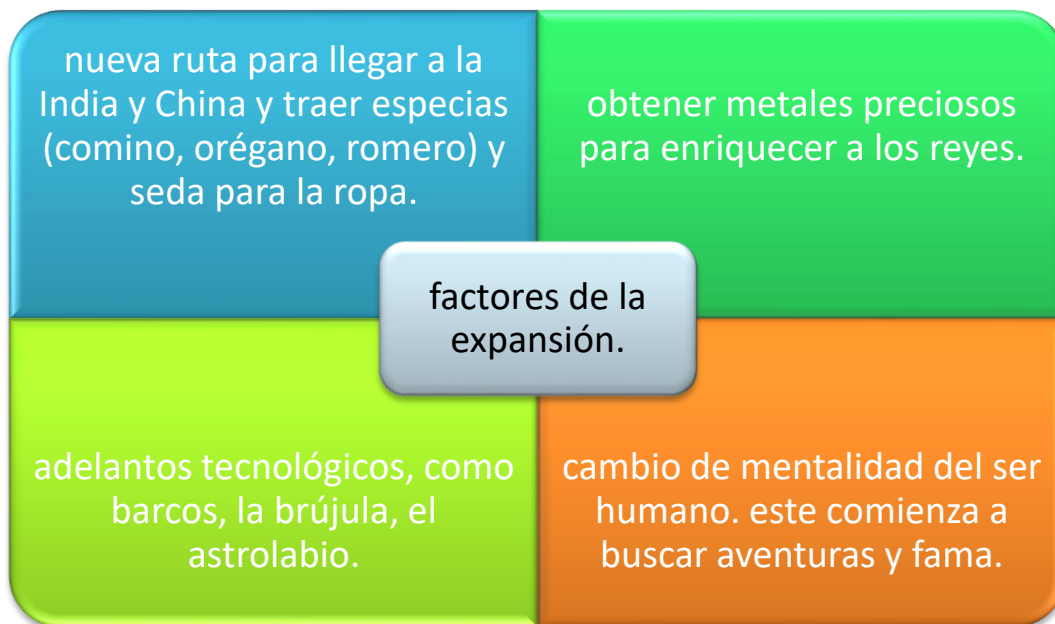 nueva ruta para llegar a la
India y China y traer especias
(comino, orégano, romero) y
seda para la ropa.
obtener metales preciosos
para enriquecer a los reyes.
factores de la
expansión.
adelantos tecnológicos, como
barcos, la brújula, el
astrolabio.
cambio de mentalidad del ser
humano. este comienza a
buscar aventuras y fama.